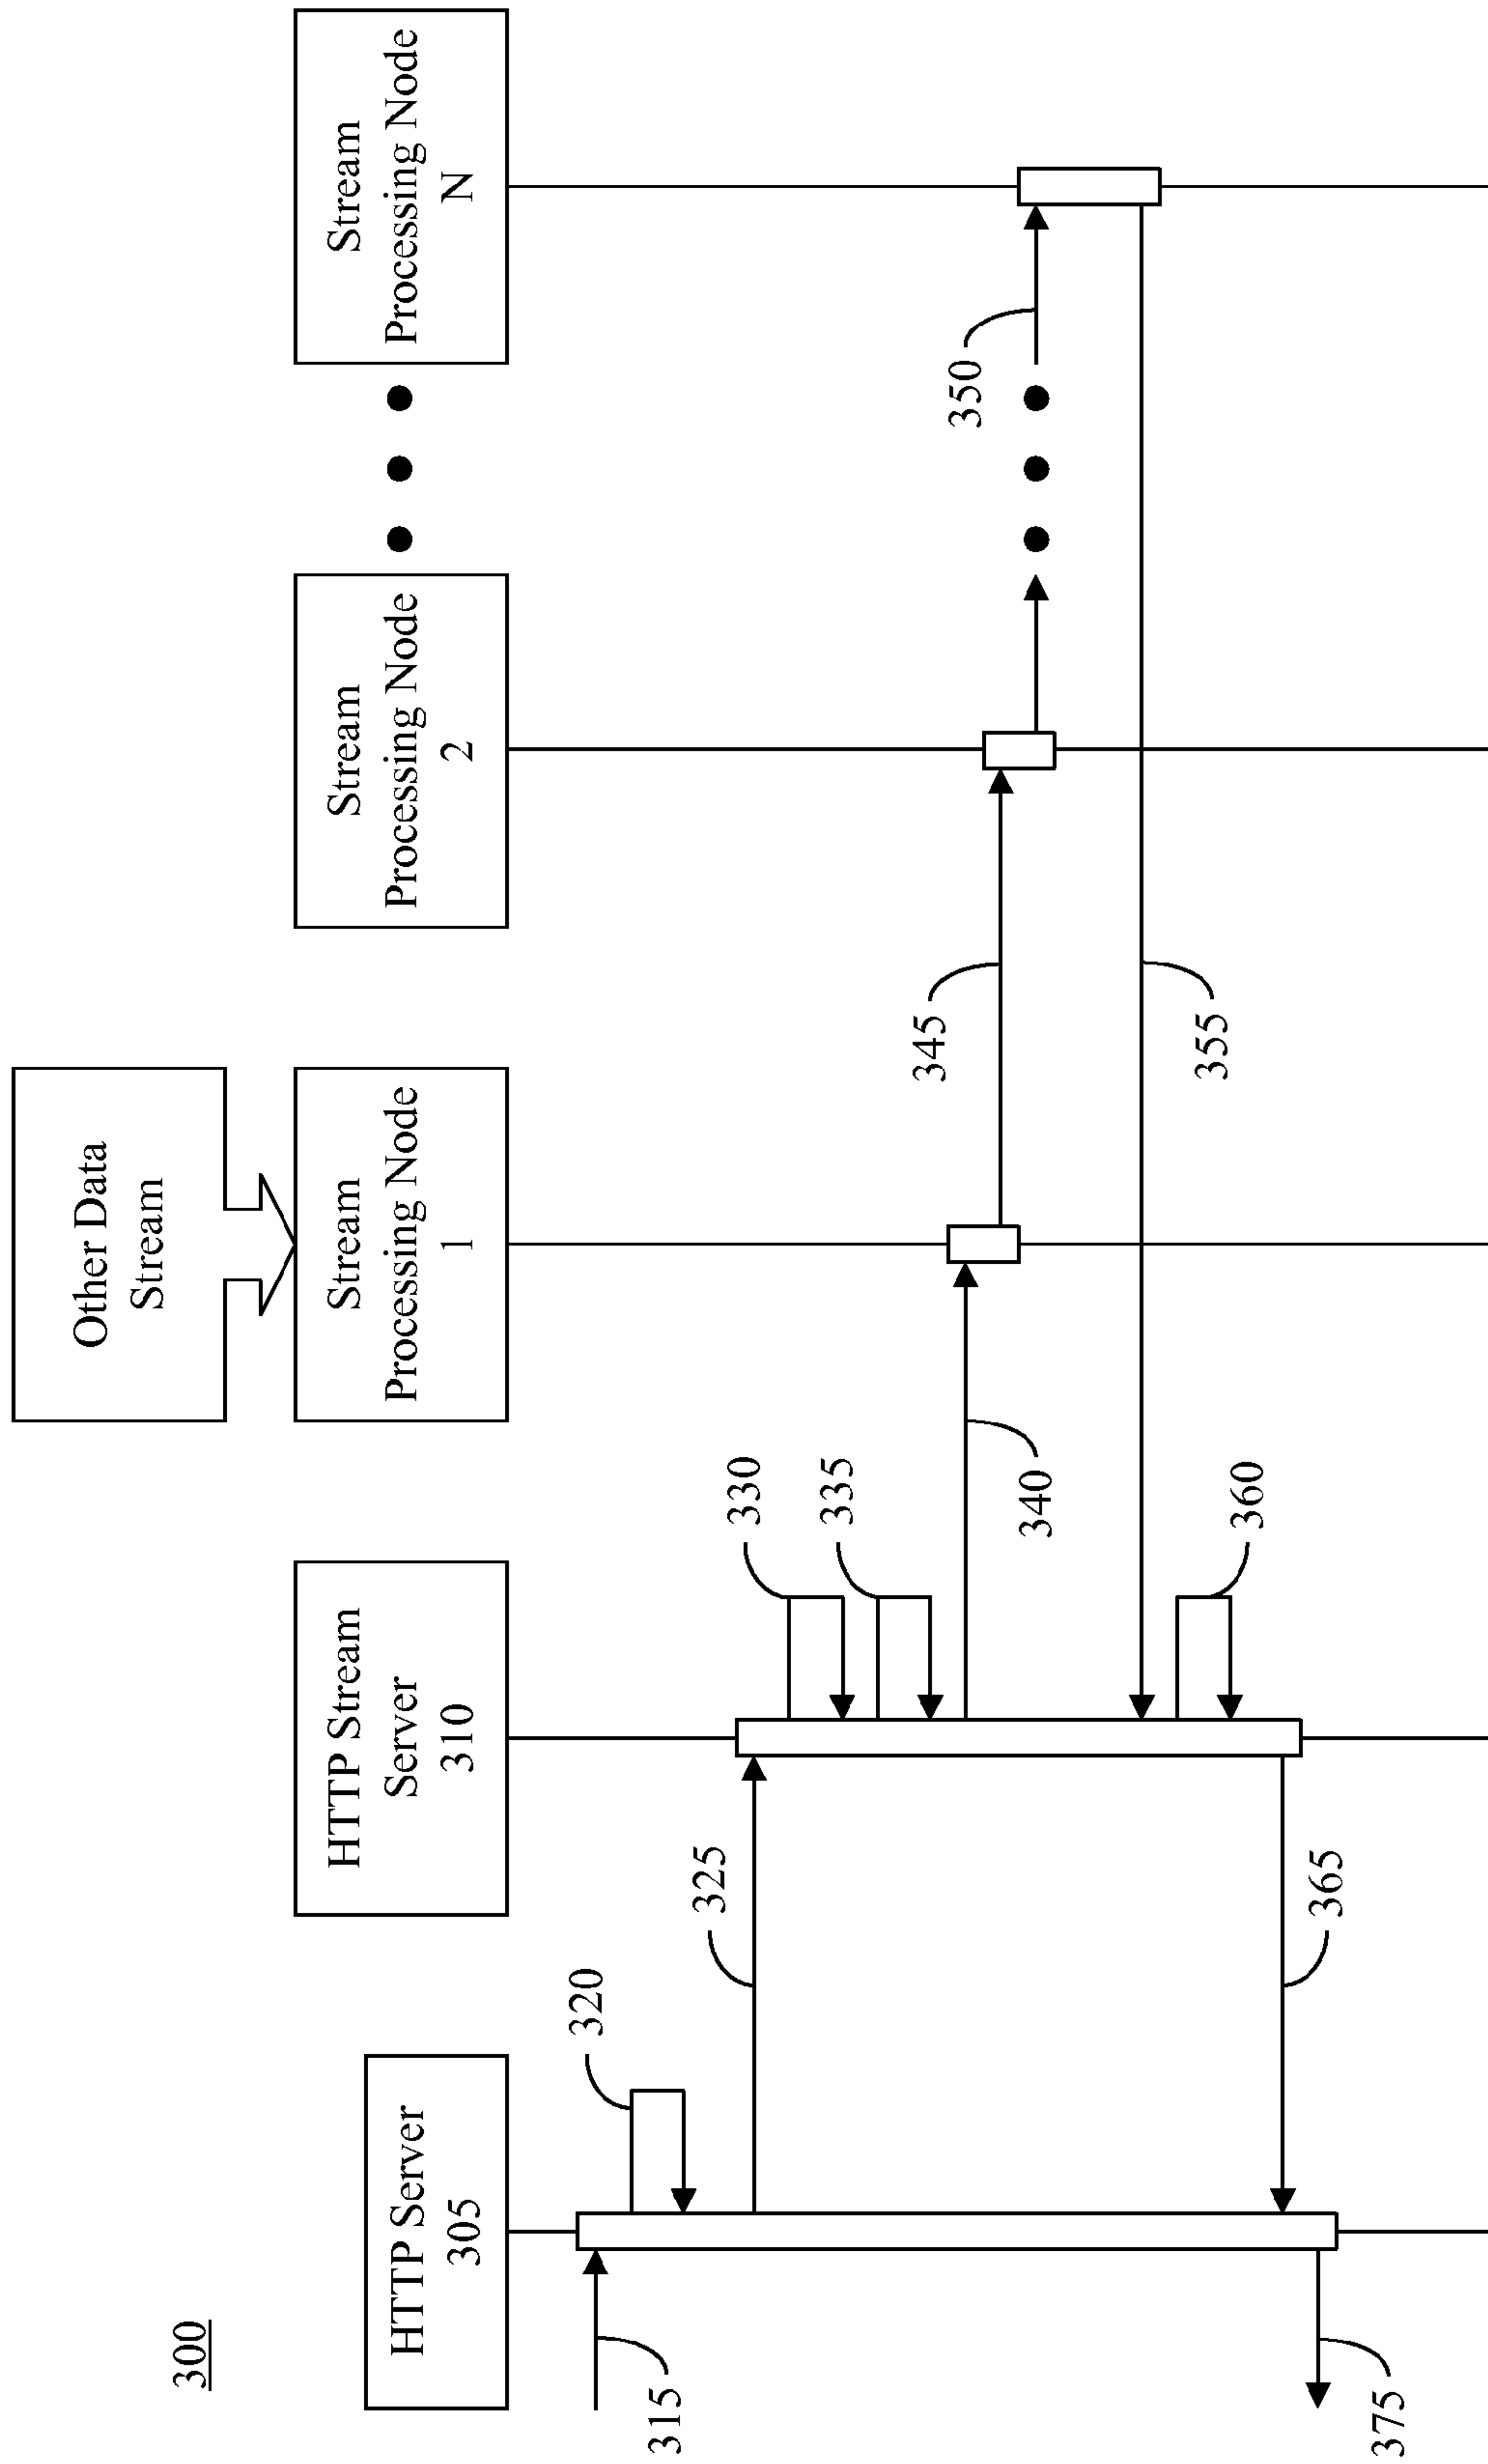 300
Other Data
Stream
HTTP Server
305
HTTP Stream
Server
310
Stream
Processing Node
1
Stream
Processing Node
2
Stream
Processing Node
N
315
320
325
330
335
340
345
350
355
360
365
375